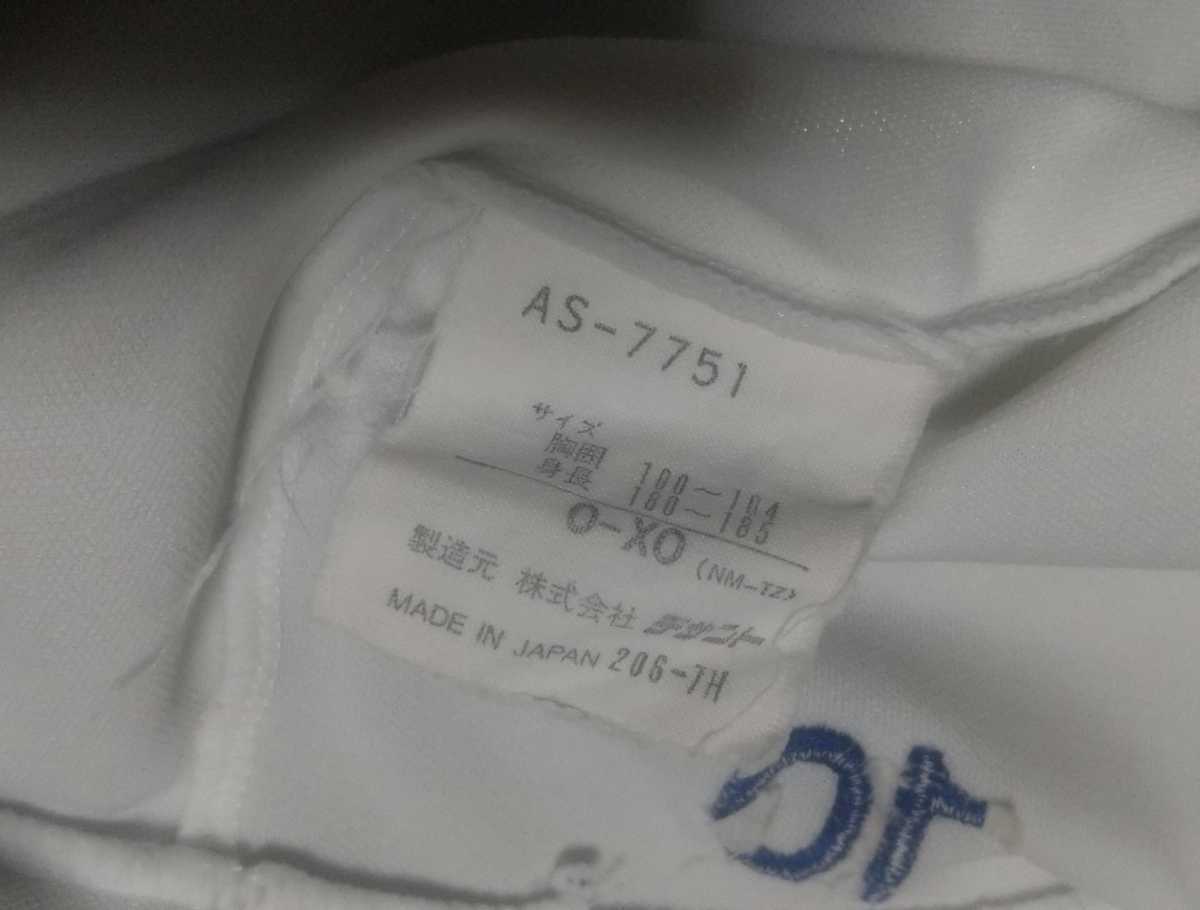 AS-7751
サイズ
胸囲 100~104
身長 180~185
O-XO (NM-TZ)
製造元 株式会社 デサント
MADE IN JAPAN 206-7H